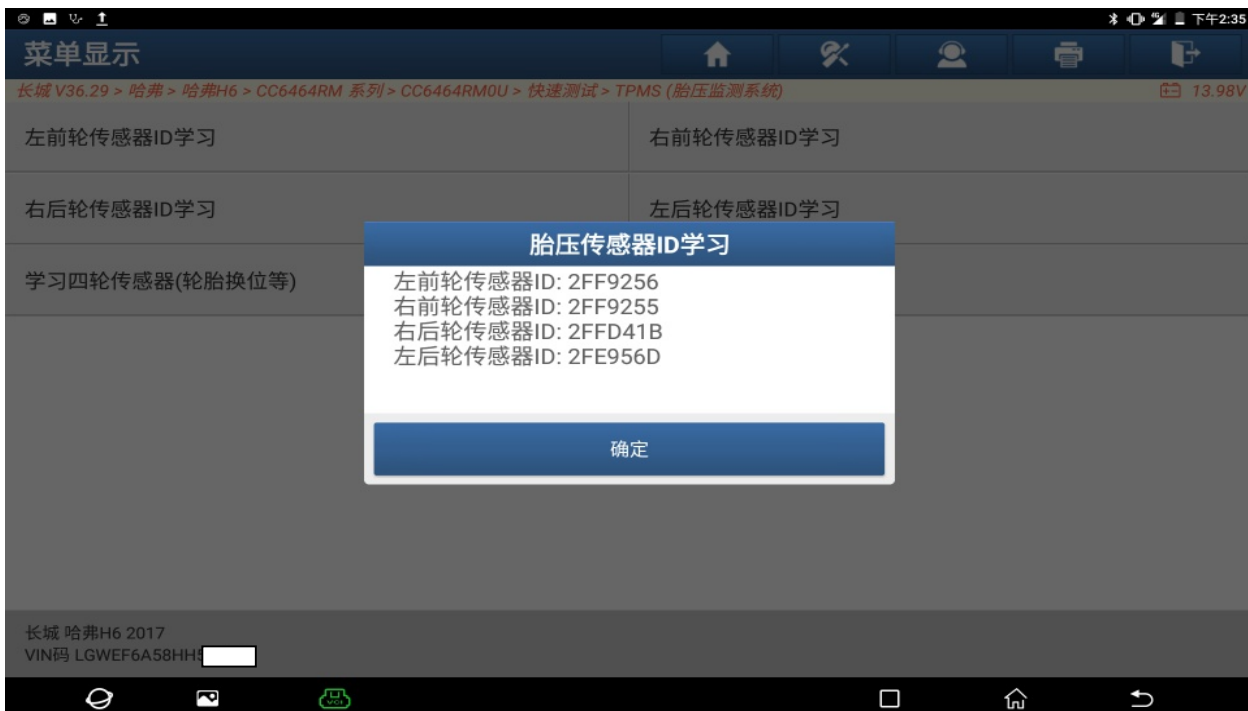 下午2:35
菜单显示
长城 V36.29 > 哈弗 > 哈弗H6 > CC6464RM 系列 > CC6464RM0U > 快速测试 > TPMS (胎压监测系统)
13.98V
左前轮传感器ID学习
右前轮传感器ID学习
右后轮传感器ID学习
左后轮传感器ID学习
学习四轮传感器(轮胎换位等)
胎压传感器ID学习
左前轮传感器ID: 2FF9256
右前轮传感器ID: 2FF9255
右后轮传感器ID: 2FFD41B
左后轮传感器ID: 2FE956D
确定
长城 哈弗H6 2017
VIN码 LGWEF6A58HH
VCI